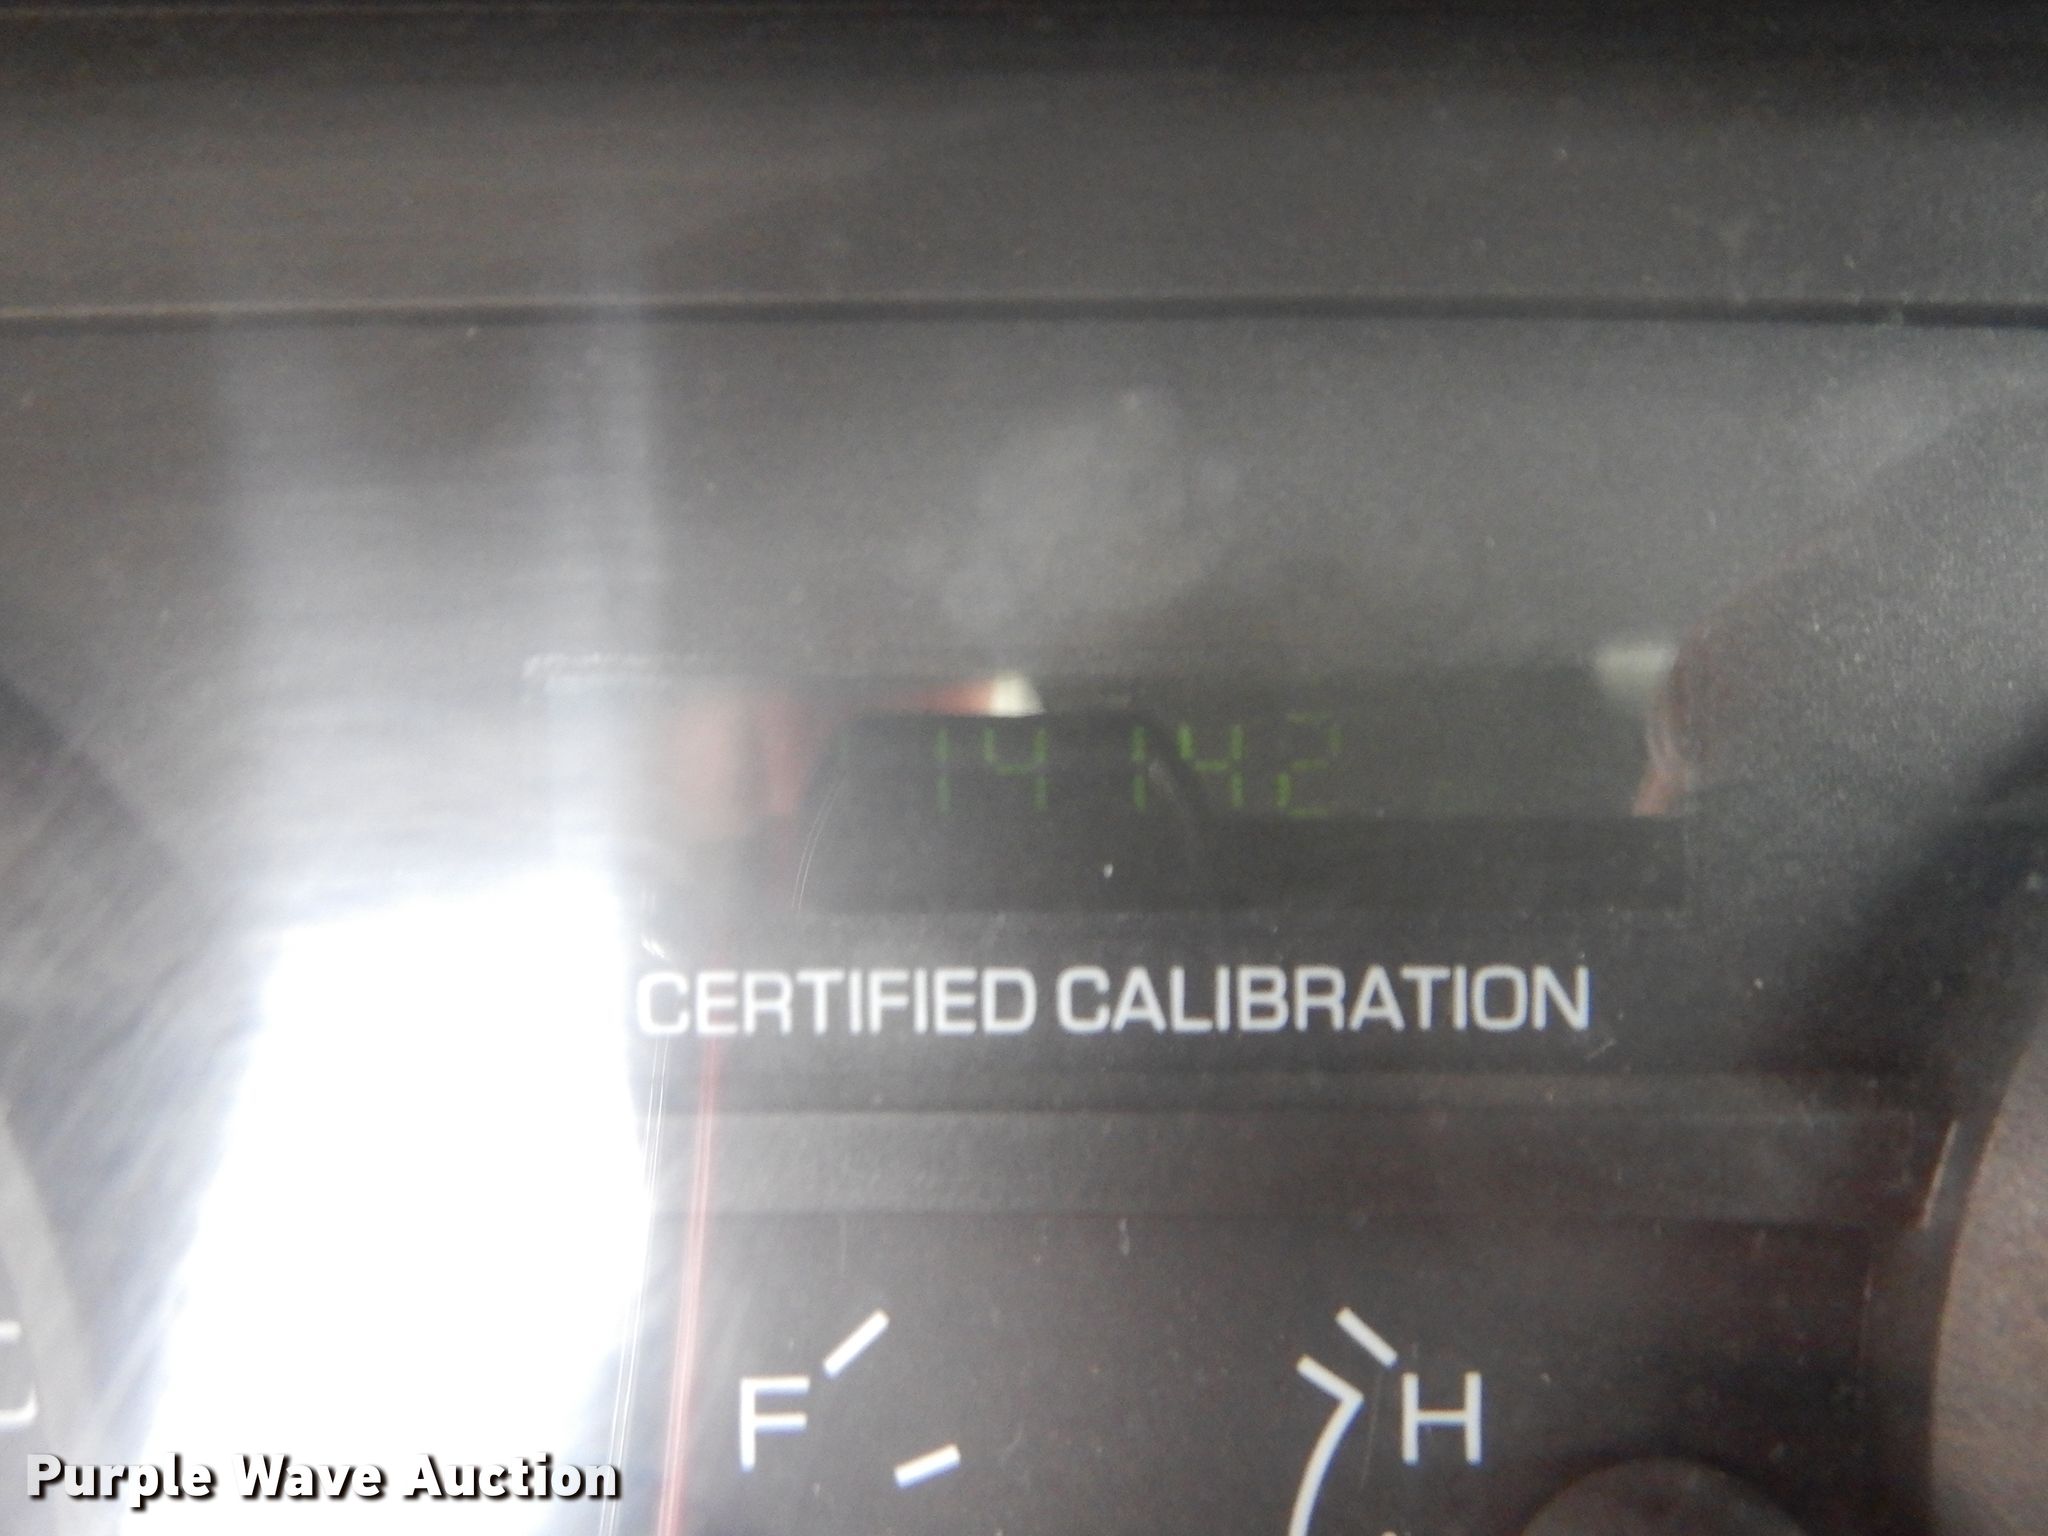 14142
CERTIFIED CALIBRATION
F H
Purple Wave Auction